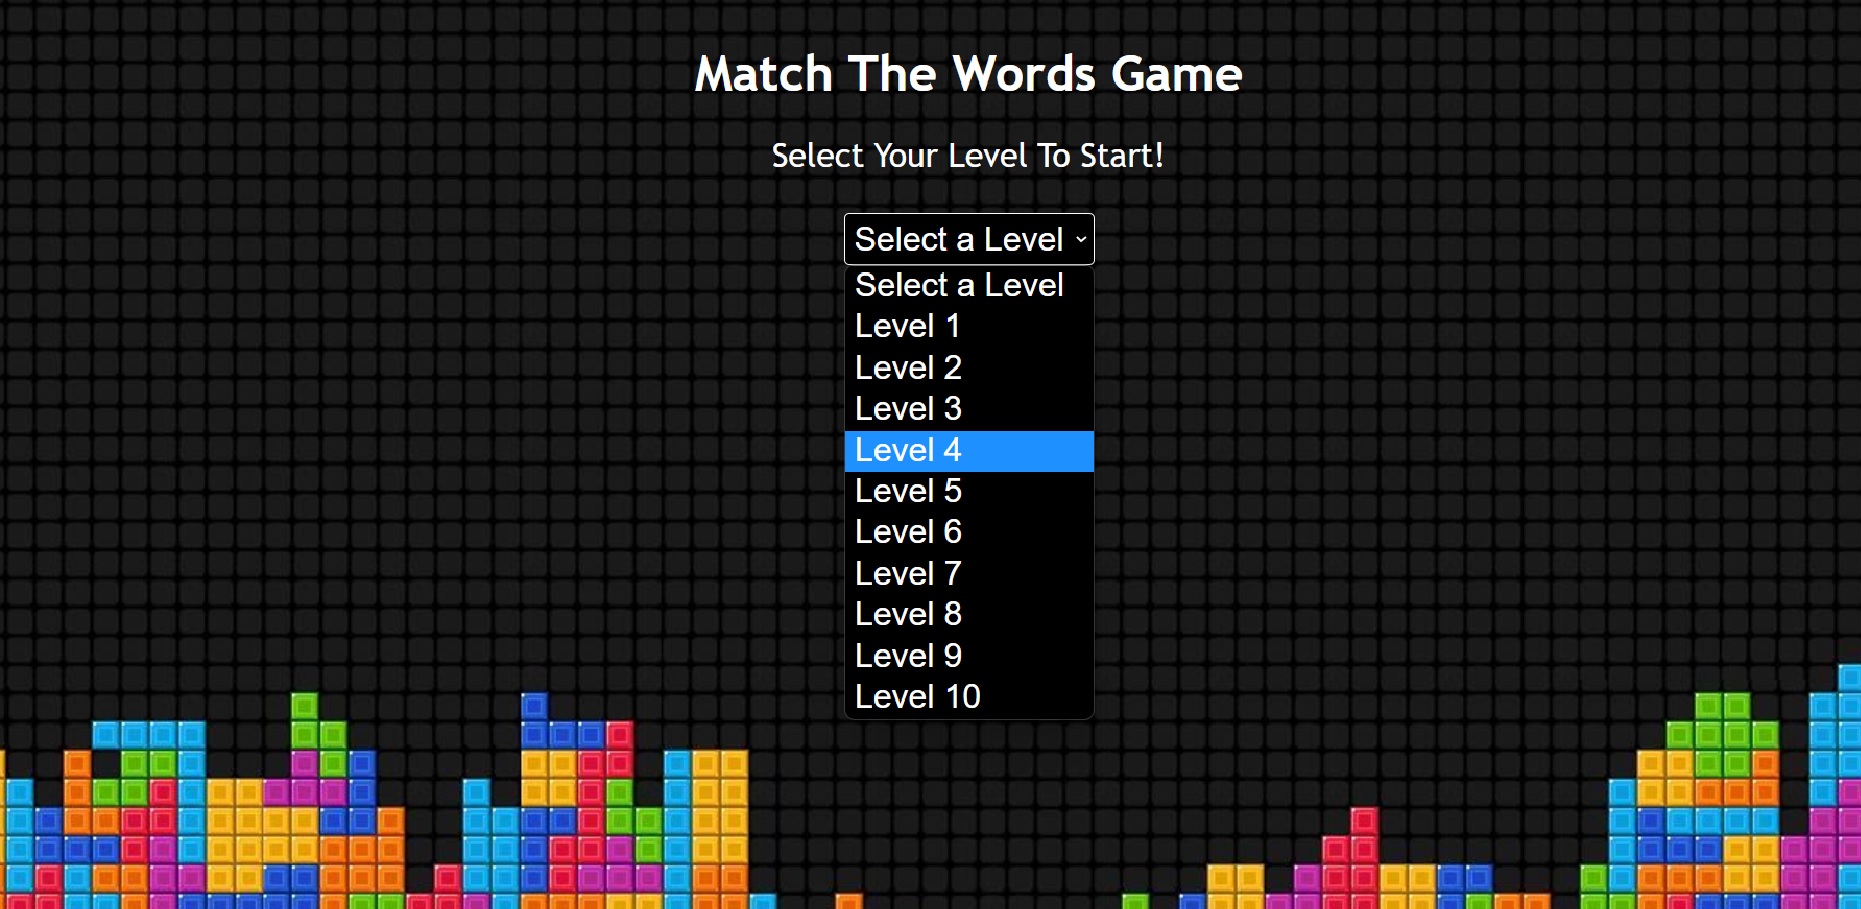 Match The Words Game
Select Your Level To Start!
Select a Level
Select a Level
Level 1
Level 2
Level 3
Level 4
Level 5
Level 6
Level 7
Level 8
Level 9
Level 10